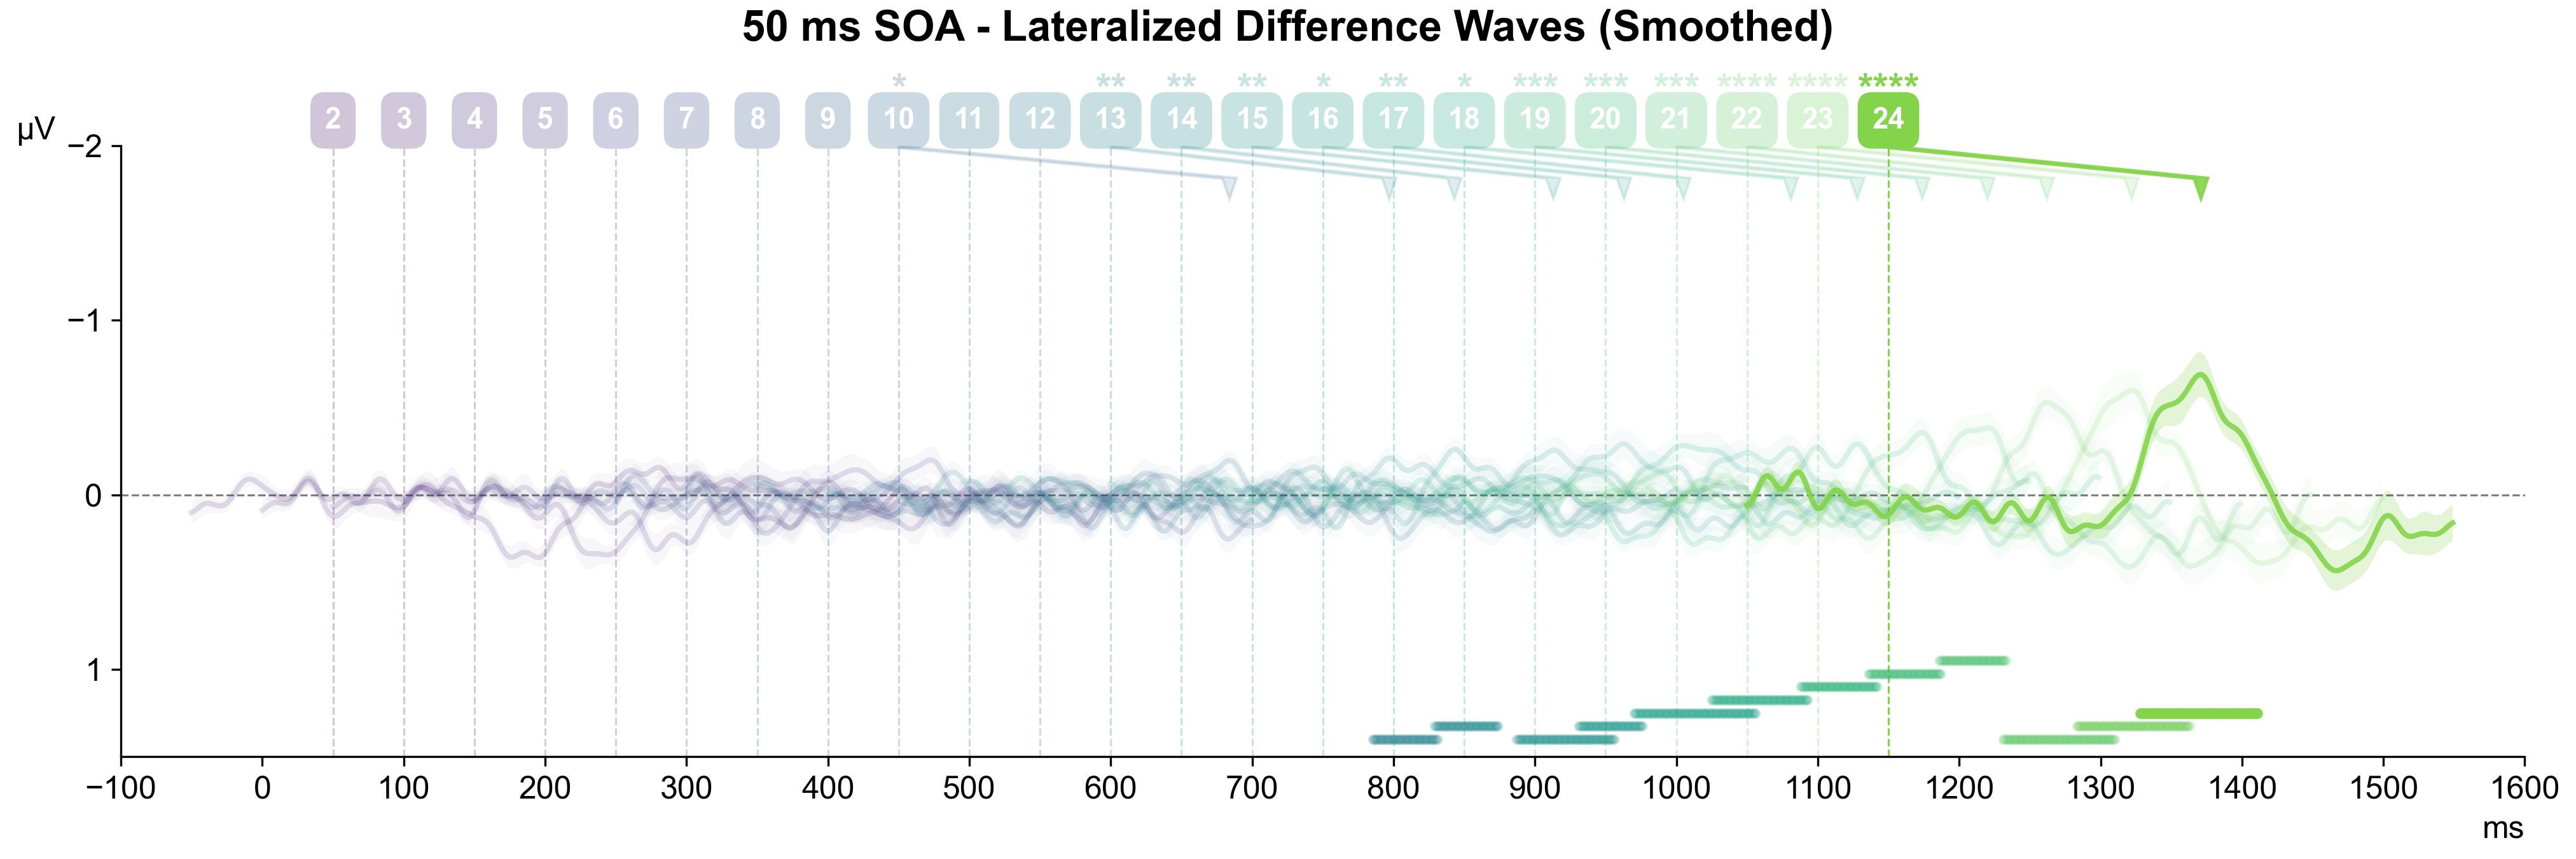 50 ms SOA - Lateralized Difference Waves (Smoothed)
* ** ** ** * ** * *** *** *** **** **** ****
2 3 4 5 6 7 8 9 10 11 12 13 14 15 16 17 18 19 20 21 22 23 24
μV
−2
−1
0
1
−100 0 100 200 300 400 500 600 700 800 900 1000 1100 1200 1300 1400 1500 1600
ms